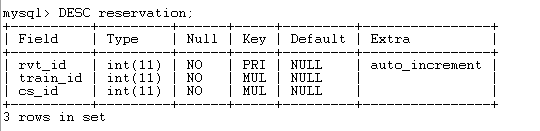 mysql> DESC reservation;
+----------+---------+------+-----+---------+----------------+
| Field    | Type    | Null | Key | Default | Extra          |
+----------+---------+------+-----+---------+----------------+
| rvt_id   | int(11) | NO   | PRI | NULL    | auto_increment |
| train_id | int(11) | NO   | MUL | NULL    |                |
| cs_id    | int(11) | NO   | MUL | NULL    |                |
+----------+---------+------+-----+---------+----------------+
3 rows in set